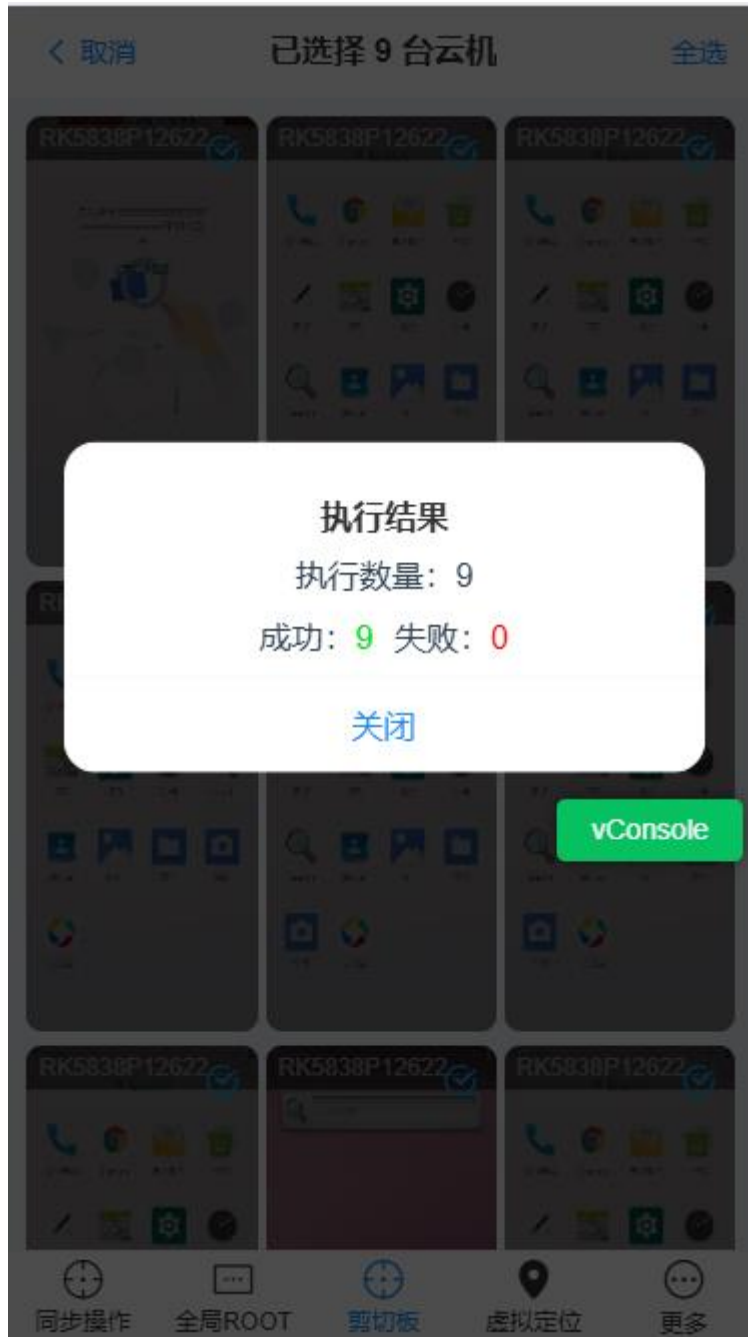 取消 已选择 9 台云机 全选
RK5838P12622 RK5838P12622 RK5838P12622
执行结果
执行数量：9
成功：9 失败：0
关闭
vConsole
RK5838P12622 RK5838P12622 RK5838P12622
同步操作 全局ROOT 剪切板 虚拟定位 更多